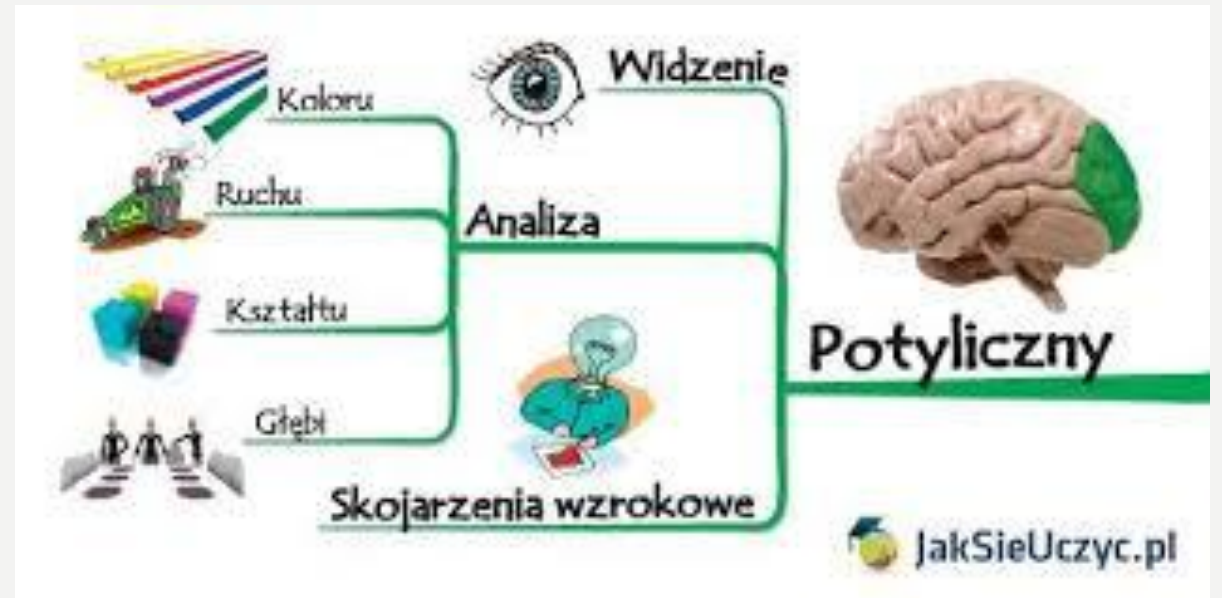 Widzenie
Koloru
Ruchu
Analiza
Kształtu
Potyliczny
Głębi
Skojarzenia wzrokowe
JakSieUczyc.pl